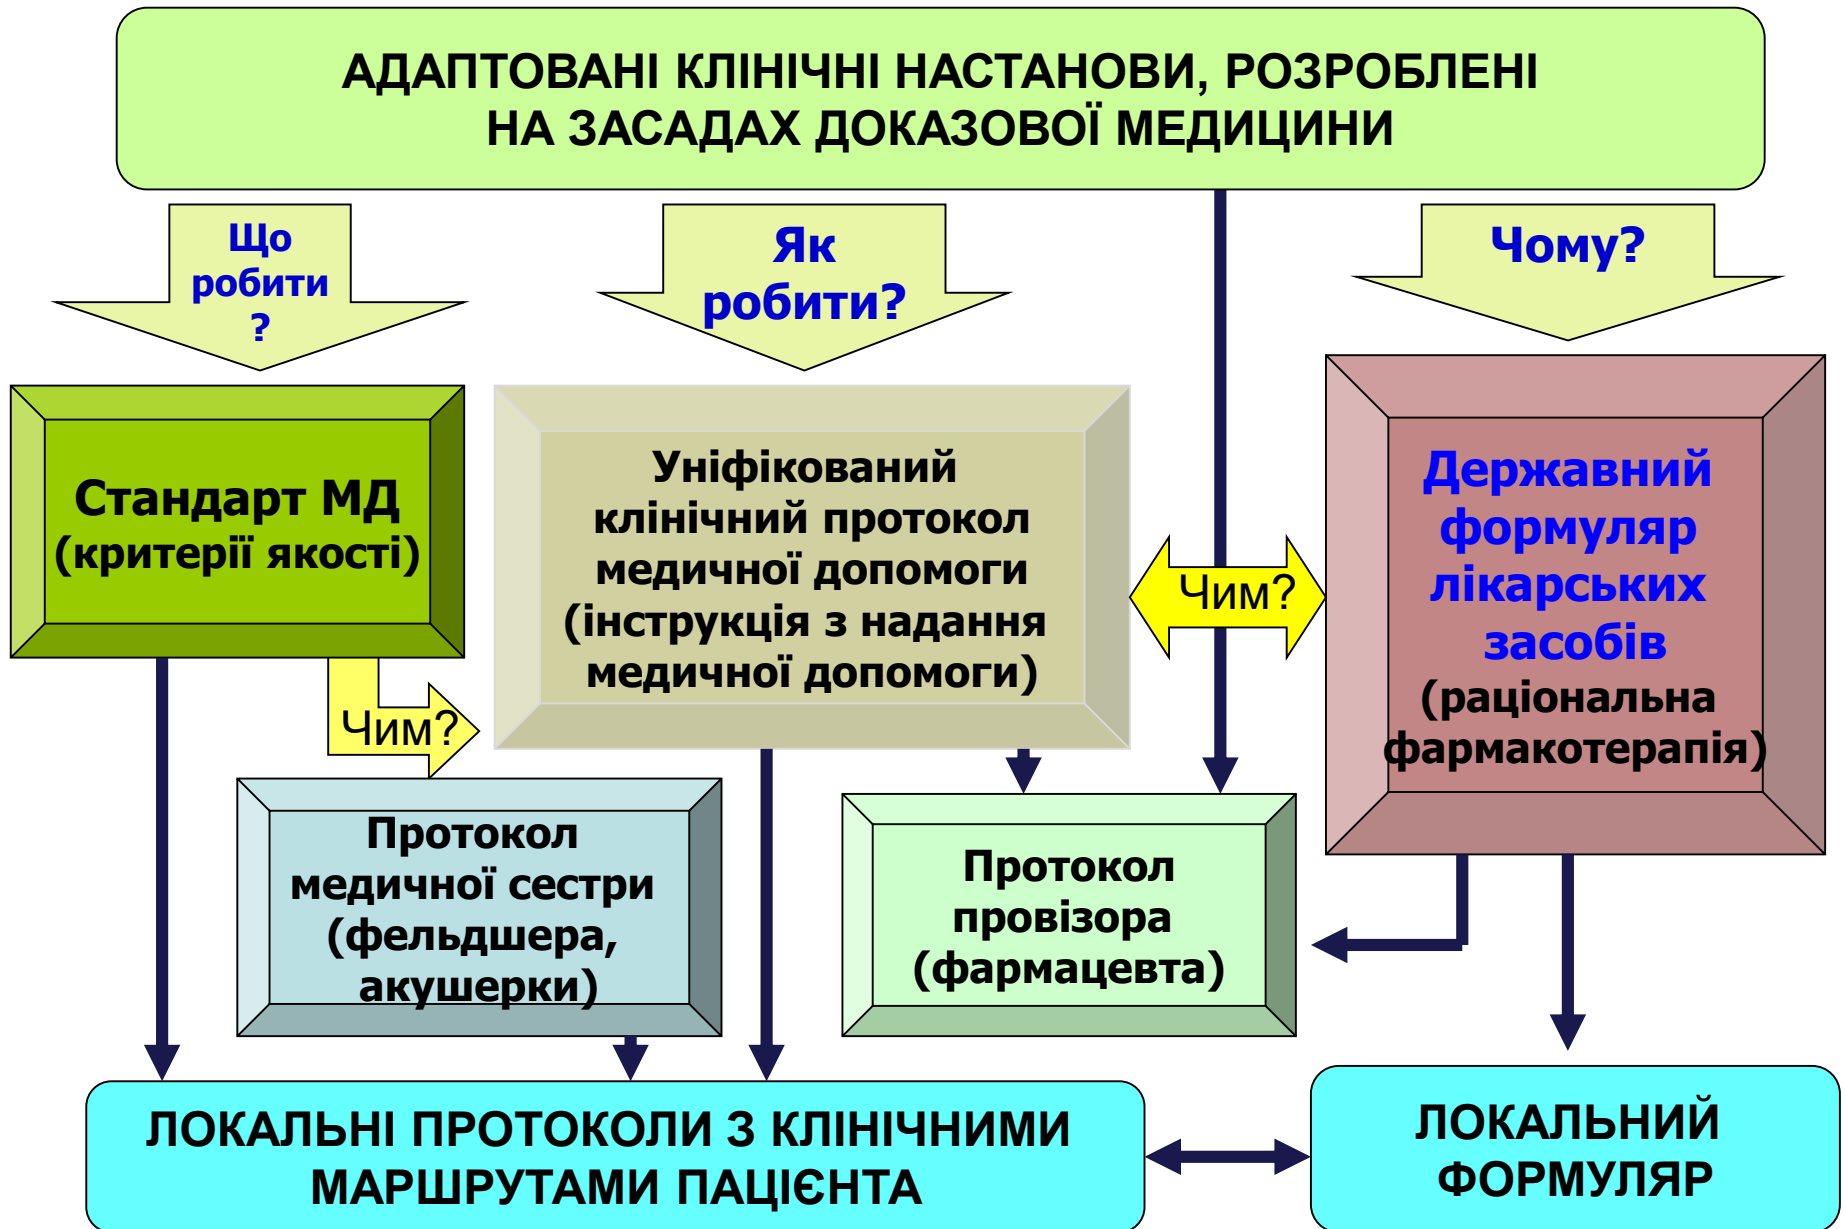 АДАПТОВАНІ КЛІНІЧНІ НАСТАНОВИ, РОЗРОБЛЕНІ
НА ЗАСАДАХ ДОКАЗОВОЇ МЕДИЦИНИ
Що
робити
?
Як
робити?
Чому?
Стандарт МД
(критерії якості)
Уніфікований
клінічний протокол
медичної допомоги
(інструкція з надання
медичної допомоги)
Чим?
Державний
формуляр
лікарських
засобів
(раціональна
фармакотерапія)
Чим?
Протокол
медичної сестри
(фельдшера,
акушерки)
Протокол
провізора
(фармацевта)
ЛОКАЛЬНІ ПРОТОКОЛИ З КЛІНІЧНИМИ
МАРШРУТАМИ ПАЦІЄНТА
ЛОКАЛЬНИЙ
ФОРМУЛЯР